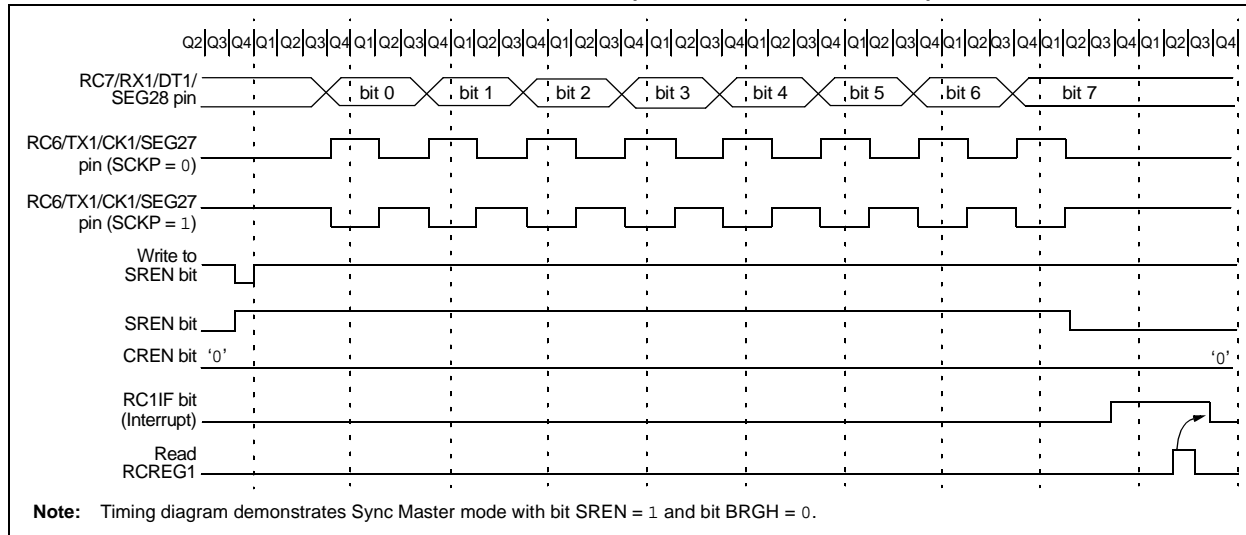 Q2 Q3 Q4 Q1 Q2 Q3 Q4 Q1 Q2 Q3 Q4 Q1 Q2 Q3 Q4 Q1 Q2 Q3 Q4 Q1 Q2 Q3 Q4 Q1 Q2 Q3 Q4 Q1 Q2 Q3 Q4 Q1 Q2 Q3 Q4 Q1 Q2 Q3 Q4 Q1 Q2 Q3 Q4
RC7/RX1/DT1/
SEG28 pin
bit 0 bit 1 bit 2 bit 3 bit 4 bit 5 bit 6 bit 7
RC6/TX1/CK1/SEG27
pin (SCKP = 0)
RC6/TX1/CK1/SEG27
pin (SCKP = 1)
Write to
SREN bit
SREN bit
CREN bit ‘0’ ‘0’
RC1IF bit
(Interrupt)
Read
RCREG1
Note: Timing diagram demonstrates Sync Master mode with bit SREN = 1 and bit BRGH = 0.